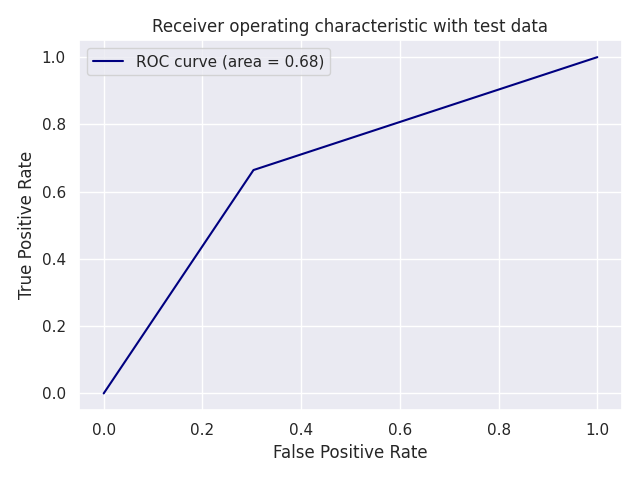 Receiver operating characteristic with test data
ROC curve (area = 0.68)
1.0
0.8
0.6
0.4
0.2
0.0
True Positive Rate
0.0 0.2 0.4 0.6 0.8 1.0
False Positive Rate